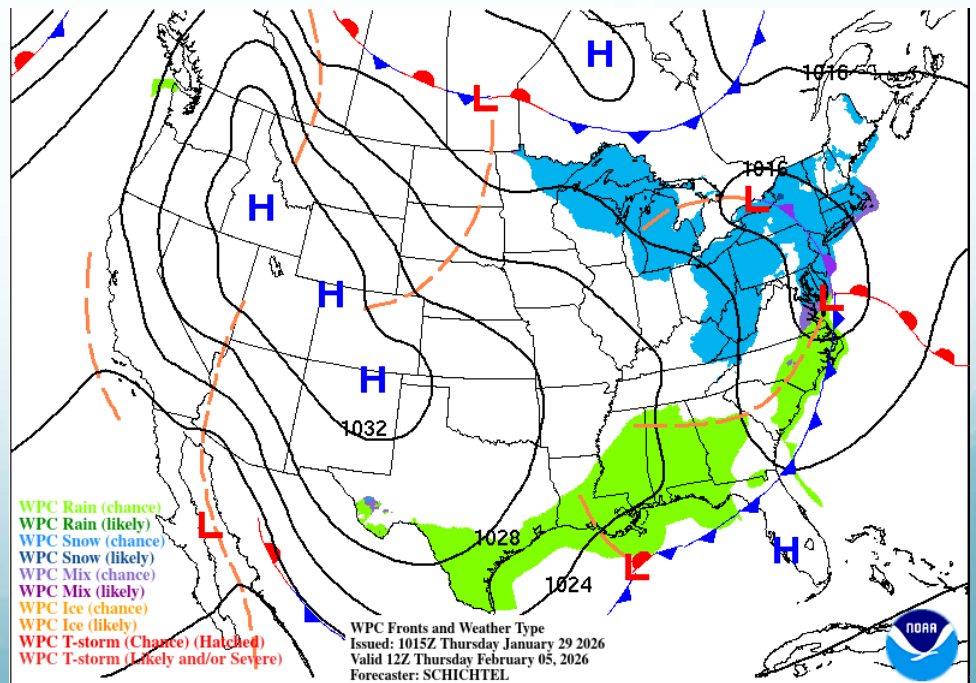 H
L
1016
1016
L
H
H
L
H
1032
WPC Rain (chance)
WPC Rain (likely)
WPC Snow (chance)
WPC Snow (likely)
WPC Mix (chance)
WPC Mix (likely)
WPC Ice (chance)
WPC Ice (likely)
WPC T-storm (Chance) (Hatched)
WPC T-storm (Likely and/or Severe)
L
1028
H
L
1024
WPC Fronts and Weather Type
Issued: 1015Z Thursday January 29 2026
Valid 12Z Thursday February 05, 2026
Forecaster: SCHICHTEL
NOAA